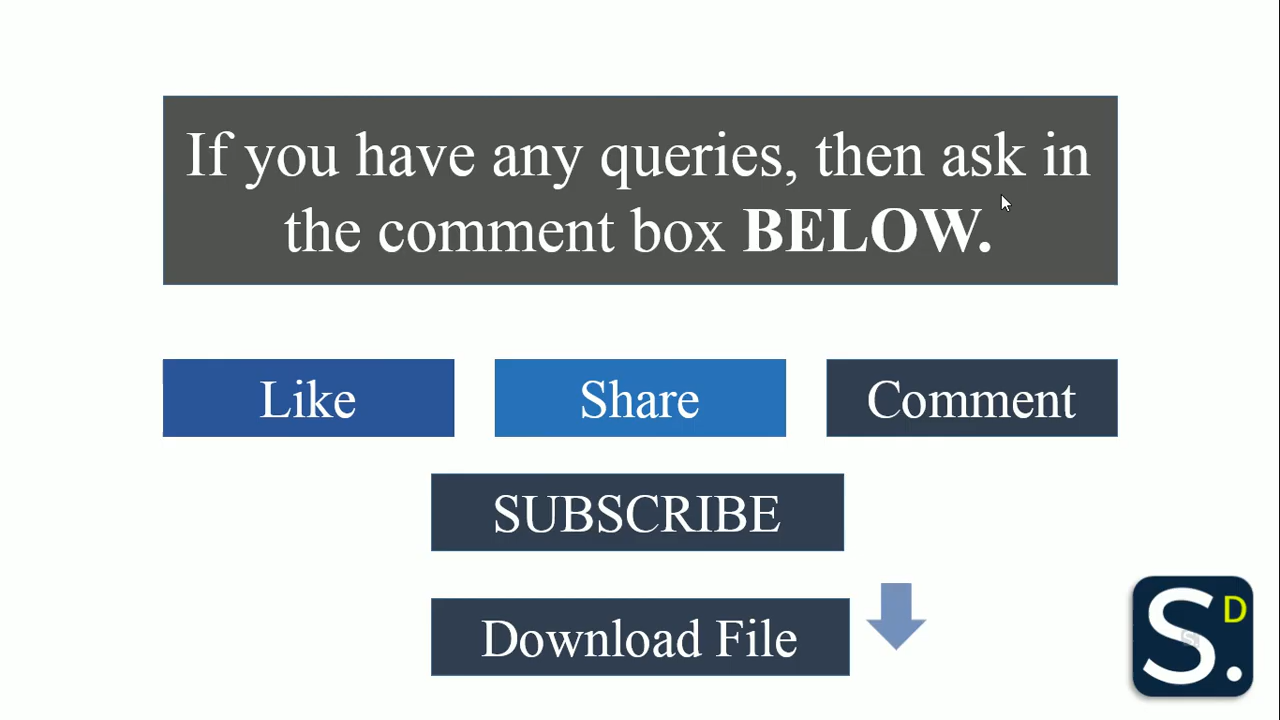 If you have any queries, then ask in
the comment box BELOW.
Like
Share
Comment
SUBSCRIBE
Download File
S.D